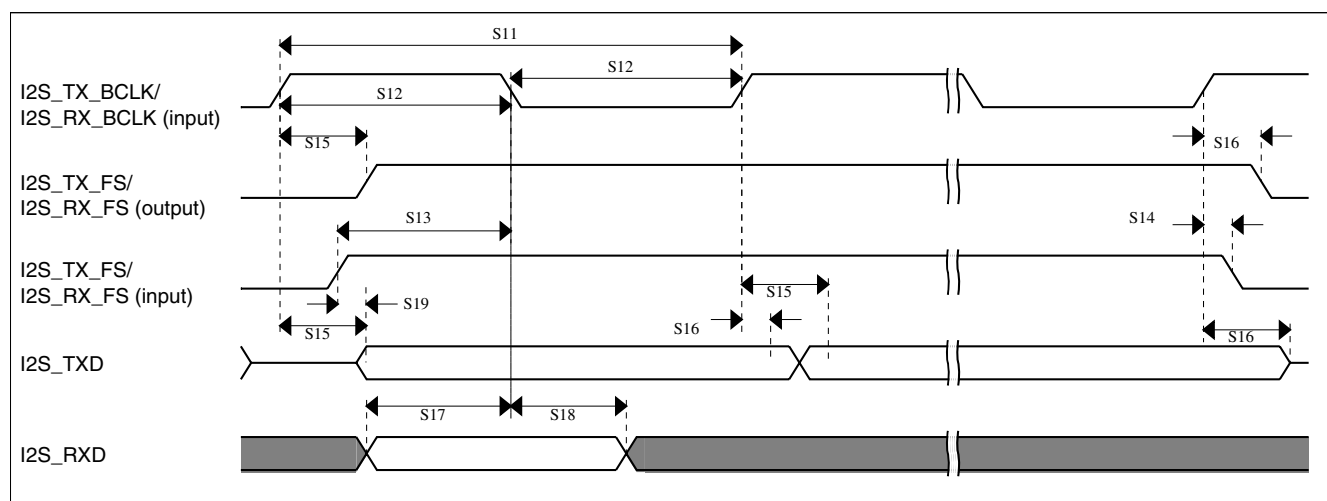 S11
S12
I2S_TX_BCLK/
I2S_RX_BCLK (input)
S12
S15
S16
I2S_TX_FS/
I2S_RX_FS (output)
S13
S14
I2S_TX_FS/
I2S_RX_FS (input)
S15
S19
S15
S16
S16
I2S_TXD
S17
S18
I2S_RXD